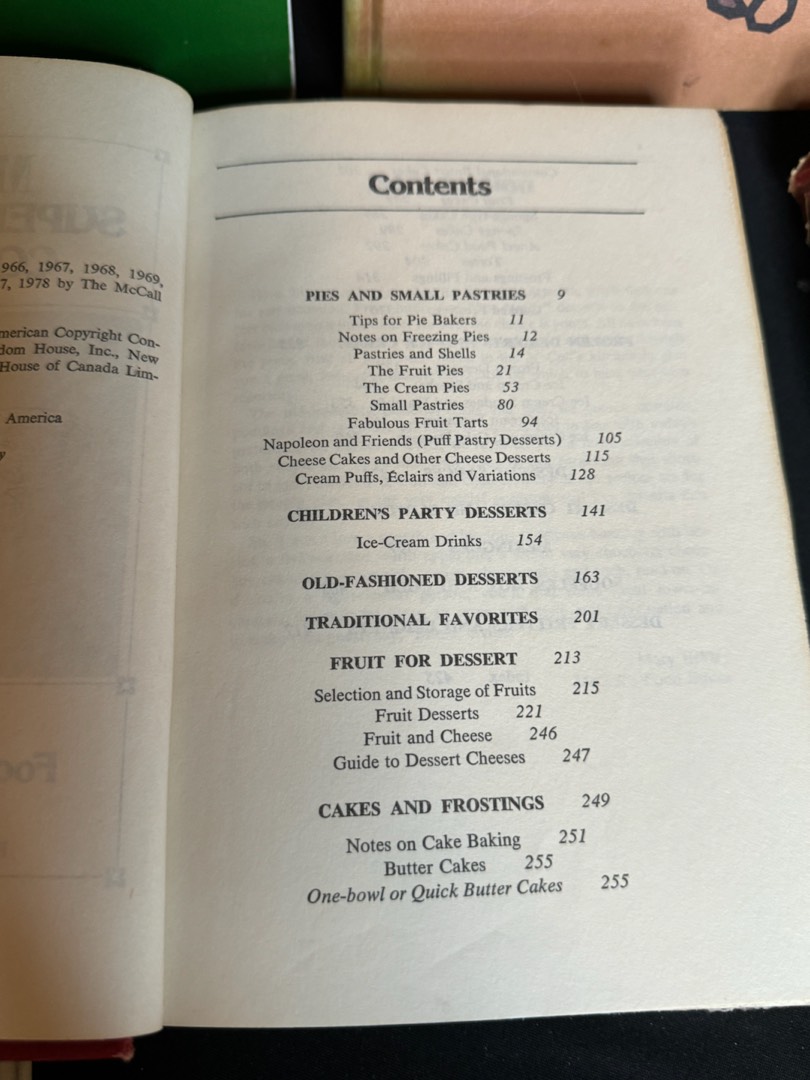 966, 1967, 1968, 1969,
7, 1978 by The McCall
merican Copyright Con-
dom House, Inc., New
House of Canada Lim-
America
y
Contents
PIES AND SMALL PASTRIES 9
Tips for Pie Bakers 11
Notes on Freezing Pies 12
Pastries and Shells 14
The Fruit Pies 21
The Cream Pies 53
Small Pastries 80
Fabulous Fruit Tarts 94
Napoleon and Friends (Puff Pastry Desserts) 105
Cheese Cakes and Other Cheese Desserts 115
Cream Puffs, Éclairs and Variations 128
CHILDREN'S PARTY DESSERTS 141
Ice-Cream Drinks 154
OLD-FASHIONED DESSERTS 163
TRADITIONAL FAVORITES 201
FRUIT FOR DESSERT 213
Selection and Storage of Fruits 215
Fruit Desserts 221
Fruit and Cheese 246
Guide to Dessert Cheeses 247
CAKES AND FROSTINGS 249
Notes on Cake Baking 251
Butter Cakes 255
One-bowl or Quick Butter Cakes 255